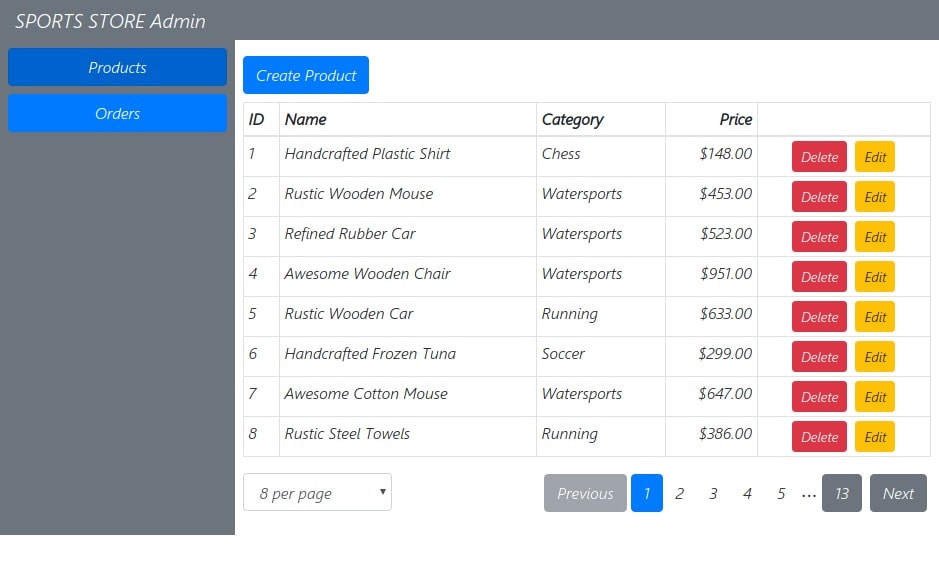 SPORTS STORE Admin
Products
Orders
Create Product
ID Name Category Price
1 Handcrafted Plastic Shirt Chess $148.00 Delete Edit
2 Rustic Wooden Mouse Watersports $453.00 Delete Edit
3 Refined Rubber Car Watersports $523.00 Delete Edit
4 Awesome Wooden Chair Watersports $951.00 Delete Edit
5 Rustic Wooden Car Running $633.00 Delete Edit
6 Handcrafted Frozen Tuna Soccer $299.00 Delete Edit
7 Awesome Cotton Mouse Watersports $647.00 Delete Edit
8 Rustic Steel Towels Running $386.00 Delete Edit
8 per page Previous 1 2 3 4 5 ... 13 Next